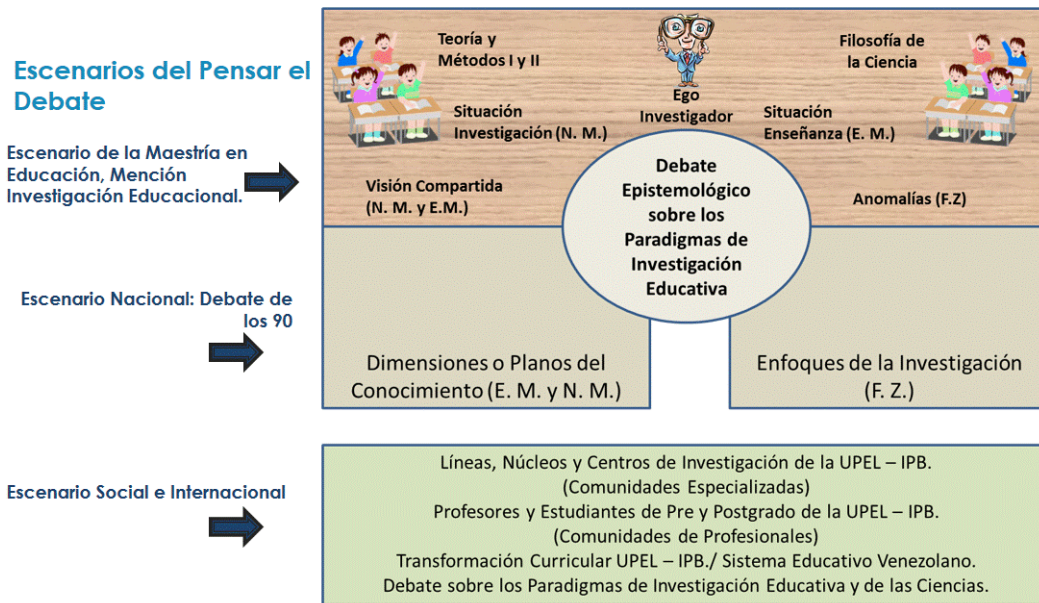 Escenarios del Pensar el
Debate
Escenario de la Maestría en
Educación, Mención
Investigación Educacional.
Escenario Nacional: Debate de
los 90
Escenario Social e Internacional
Teoría y
Métodos I y II
Ego
Investigador
Filosofía de
la Ciencia
Situación
Investigación (N. M.)
Situación
Enseñanza (E. M.)
Visión Compartida
(N. M. y E.M.)
Anomalías (F.Z)
Debate
Epistemológico
sobre los
Paradigmas de
Investigación
Educativa
Dimensiones o Planos del
Conocimiento (E. M. y N. M.)
Enfoques de la Investigación
(F. Z.)
Líneas, Núcleos y Centros de Investigación de la UPEL – IPB.
(Comunidades Especializadas)
Profesores y Estudiantes de Pre y Postgrado de la UPEL – IPB.
(Comunidades de Profesionales)
Transformación Curricular UPEL – IPB./ Sistema Educativo Venezolano.
Debate sobre los Paradigmas de Investigación Educativa y de las Ciencias.